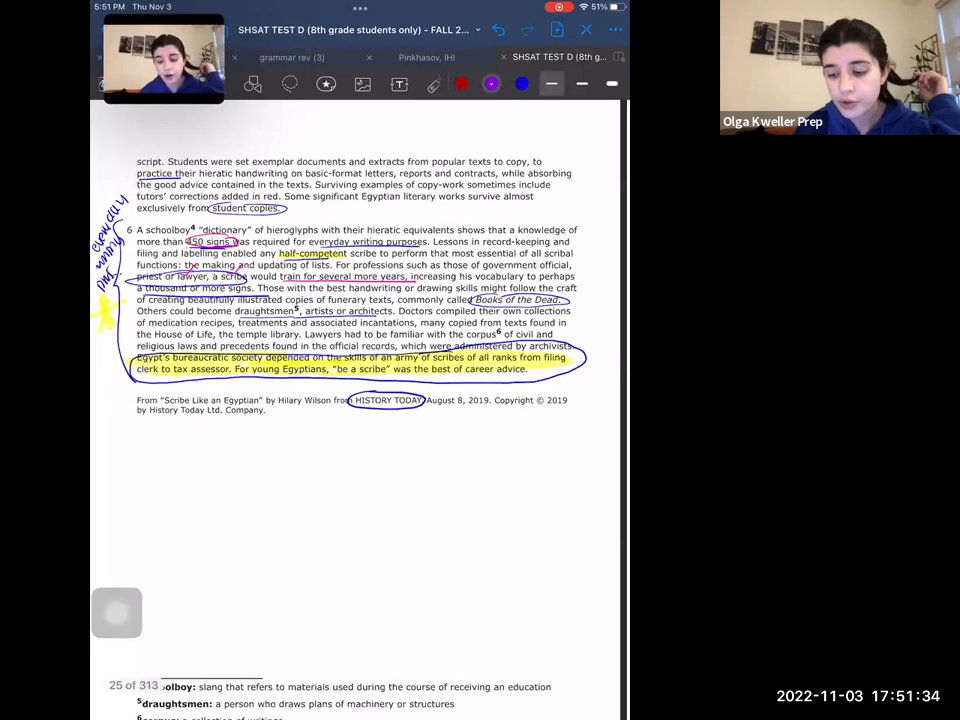 5:51 PM Thu Nov 3
51%
SHSAT TEST D (8th grade students only) - FALL 2...
grammar rev (3)
Pinkhasov, IHI
SHSAT TEST D (8th g...
Olga Kweller Prep
script. Students were set exemplar documents and extracts from popular texts to copy, to
practice their hieratic handwriting on basic-format letters, reports and contracts, while absorbing
the good advice contained in the texts. Surviving examples of copy-work sometimes include
tutors' corrections added in red. Some significant Egyptian literary works survive almost
exclusively from student copies.
6 A schoolboy4 "dictionary" of hieroglyphs with their hieratic equivalents shows that a knowledge of
more than 450 signs was required for everyday writing purposes. Lessons in record-keeping and
filing and labelling enabled any half-competent scribe to perform that most essential of all scribal
functions: the making and updating of lists. For professions such as those of government official,
priest or lawyer, a scribe would train for several more years, increasing his vocabulary to perhaps
a thousand or more signs. Those with the best handwriting or drawing skills might follow the craft
of creating beautifully illustrated copies of funerary texts, commonly called Books of the Dead.
Others could become draughtsmen5, artists or architects. Doctors compiled their own collections
of medication recipes, treatments and associated incantations, many copied from texts found in
the House of Life, the temple library. Lawyers had to be familiar with the corpus6 of civil and
religious laws and precedents found in the official records, which were administered by archivists.
Egypt's bureaucratic society depended on the skills of an army of scribes of all ranks from filing
clerk to tax assessor. For young Egyptians, "be a scribe" was the best of career advice.
From "Scribe Like an Egyptian" by Hilary Wilson from HISTORY TODAY, August 8, 2019. Copyright © 2019
by History Today Ltd. Company.
25 of 313
olboy: slang that refers to materials used during the course of receiving an education
5draughtsmen: a person who draws plans of machinery or structures
2022-11-03 17:51:34